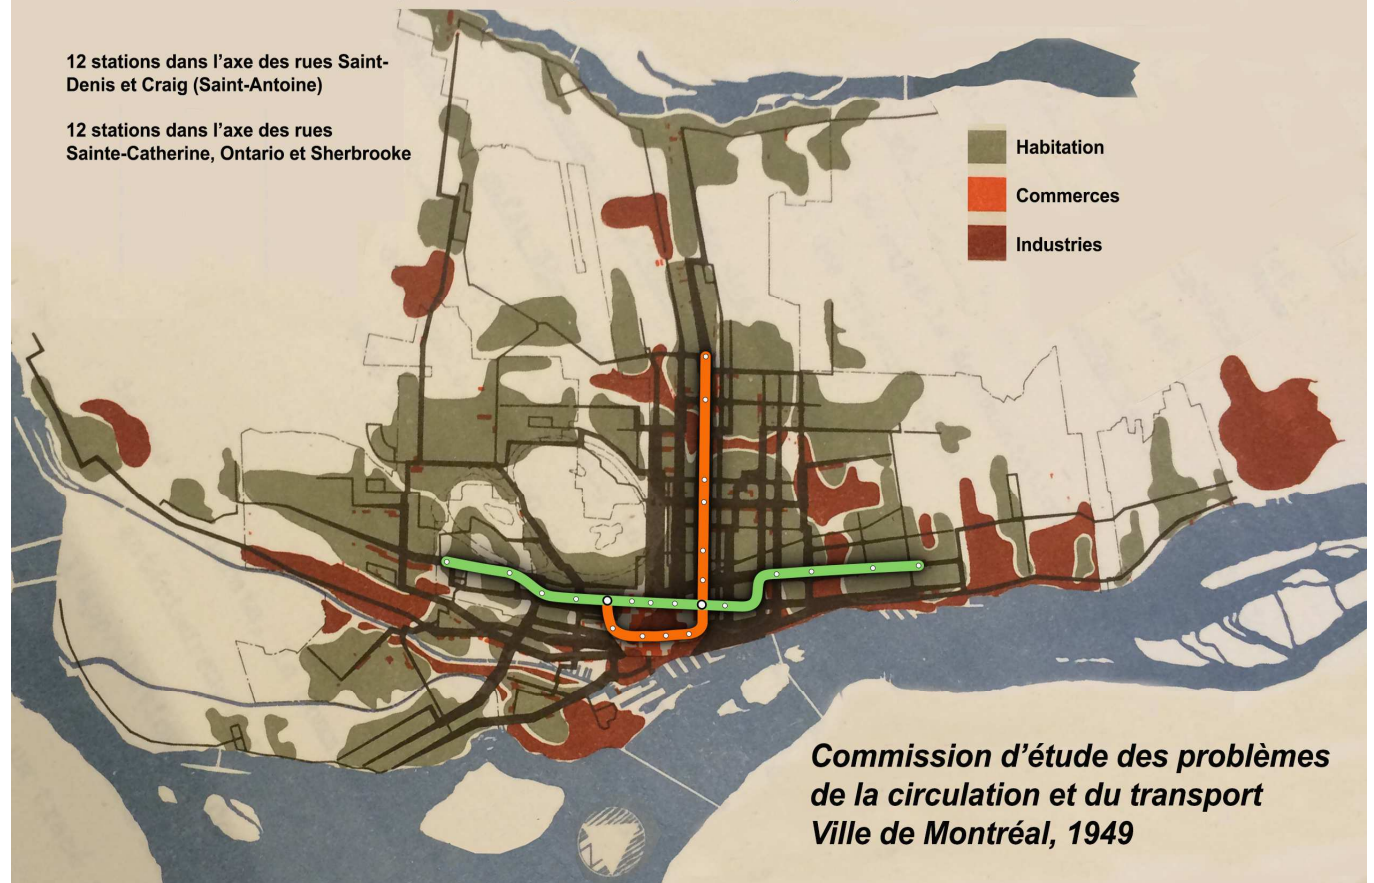 12 stations dans l’axe des rues Saint-
Denis et Craig (Saint-Antoine)
12 stations dans l’axe des rues
Sainte-Catherine, Ontario et Sherbrooke
Habitation
Commerces
Industries
Commission d’étude des problèmes
de la circulation et du transport
Ville de Montréal, 1949
N